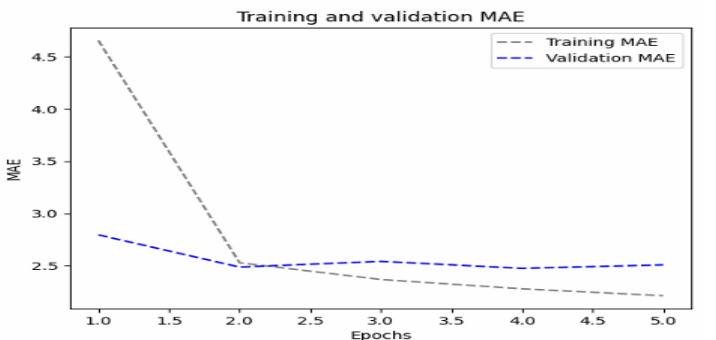 Training and validation MAE
Training MAE
Validation MAE
4.5
4.0
3.5
3.0
2.5
MAE
1.0 1.5 2.0 2.5 3.0 3.5 4.0 4.5 5.0
Epochs